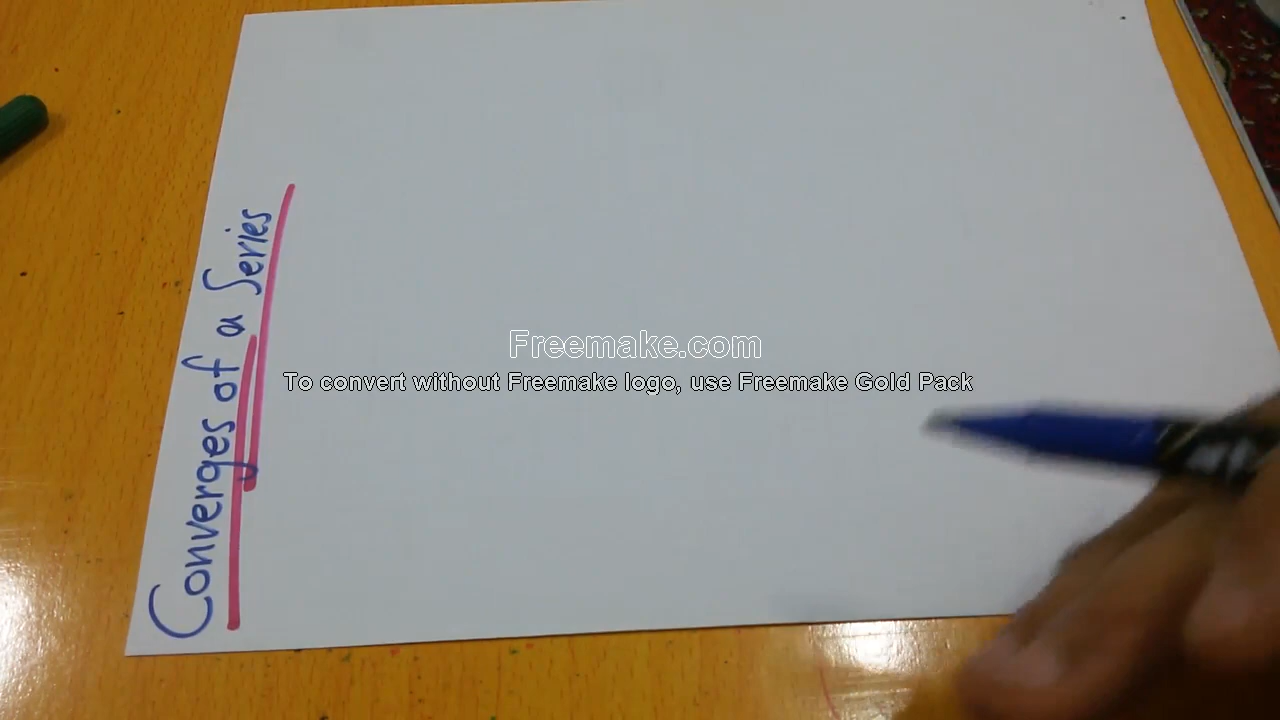 Converges of a Series
Freemake.com
To convert without Freemake logo, use Freemake Gold Pack